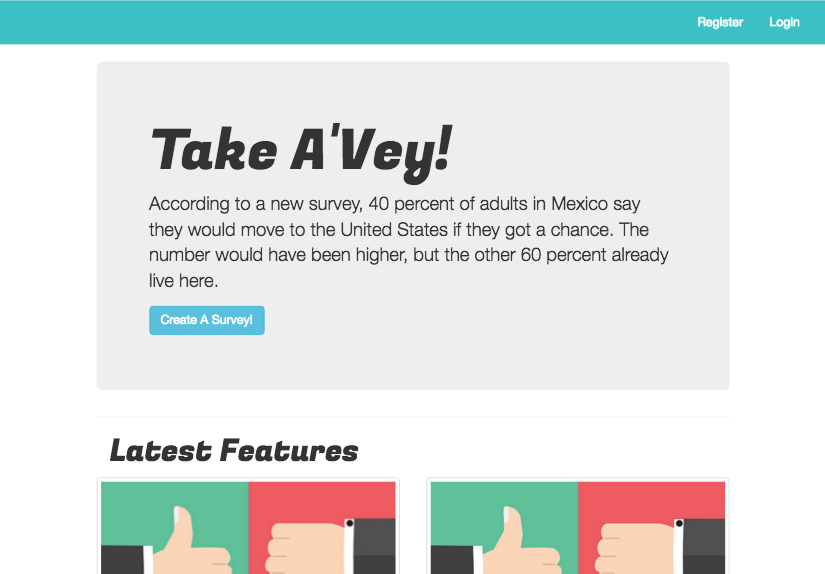 Register Login
Take A'Vey!
According to a new survey, 40 percent of adults in Mexico say
they would move to the United States if they got a chance. The
number would have been higher, but the other 60 percent already
live here.
Create A Survey!
Latest Features